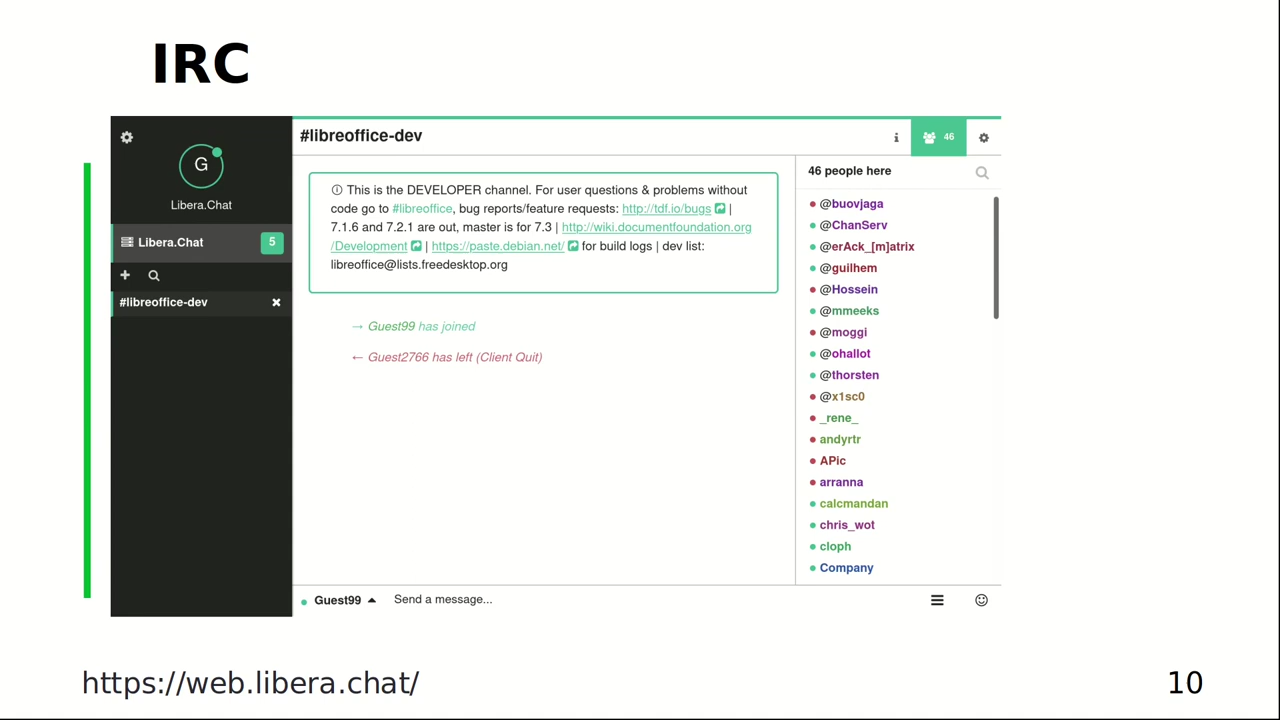 IRC
G
Libera.Chat
Libera.Chat 5
#libreoffice-dev
#libreoffice-dev
46
This is the DEVELOPER channel. For user questions & problems without
code go to #libreoffice, bug reports/feature requests: http://tdf.io/bugs |
7.1.6 and 7.2.1 are out, master is for 7.3 | http://wiki.documentfoundation.org
/Development | https://paste.debian.net/ for build logs | dev list:
libreoffice@lists.freedesktop.org
→ Guest99 has joined
← Guest2766 has left (Client Quit)
46 people here
@buovjaga
@ChanServ
@erAck_[m]atrix
@guilhem
@Hossein
@mmeeks
@moggi
@ohallot
@thorsten
@x1sc0
_rene_
andyrtr
APic
arranna
calcmandan
chris_wot
cloph
Company
Guest99 Send a message...
https://web.libera.chat/
10